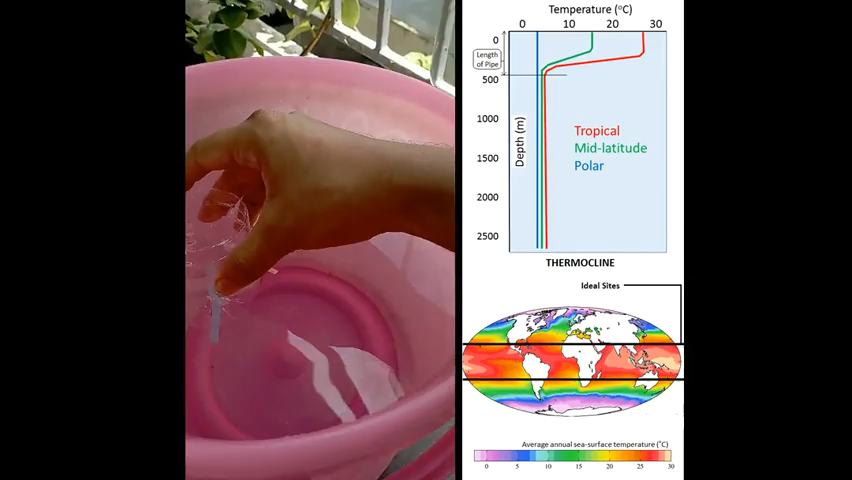 Temperature (°C)
0 10 20 30
0
Length
of Pipe
500
1000
1500
2000
2500
Depth (m)
Tropical
Mid-latitude
Polar
THERMOCLINE
Ideal Sites
Average annual sea-surface temperature (°C)
0 5 10 15 20 25 30